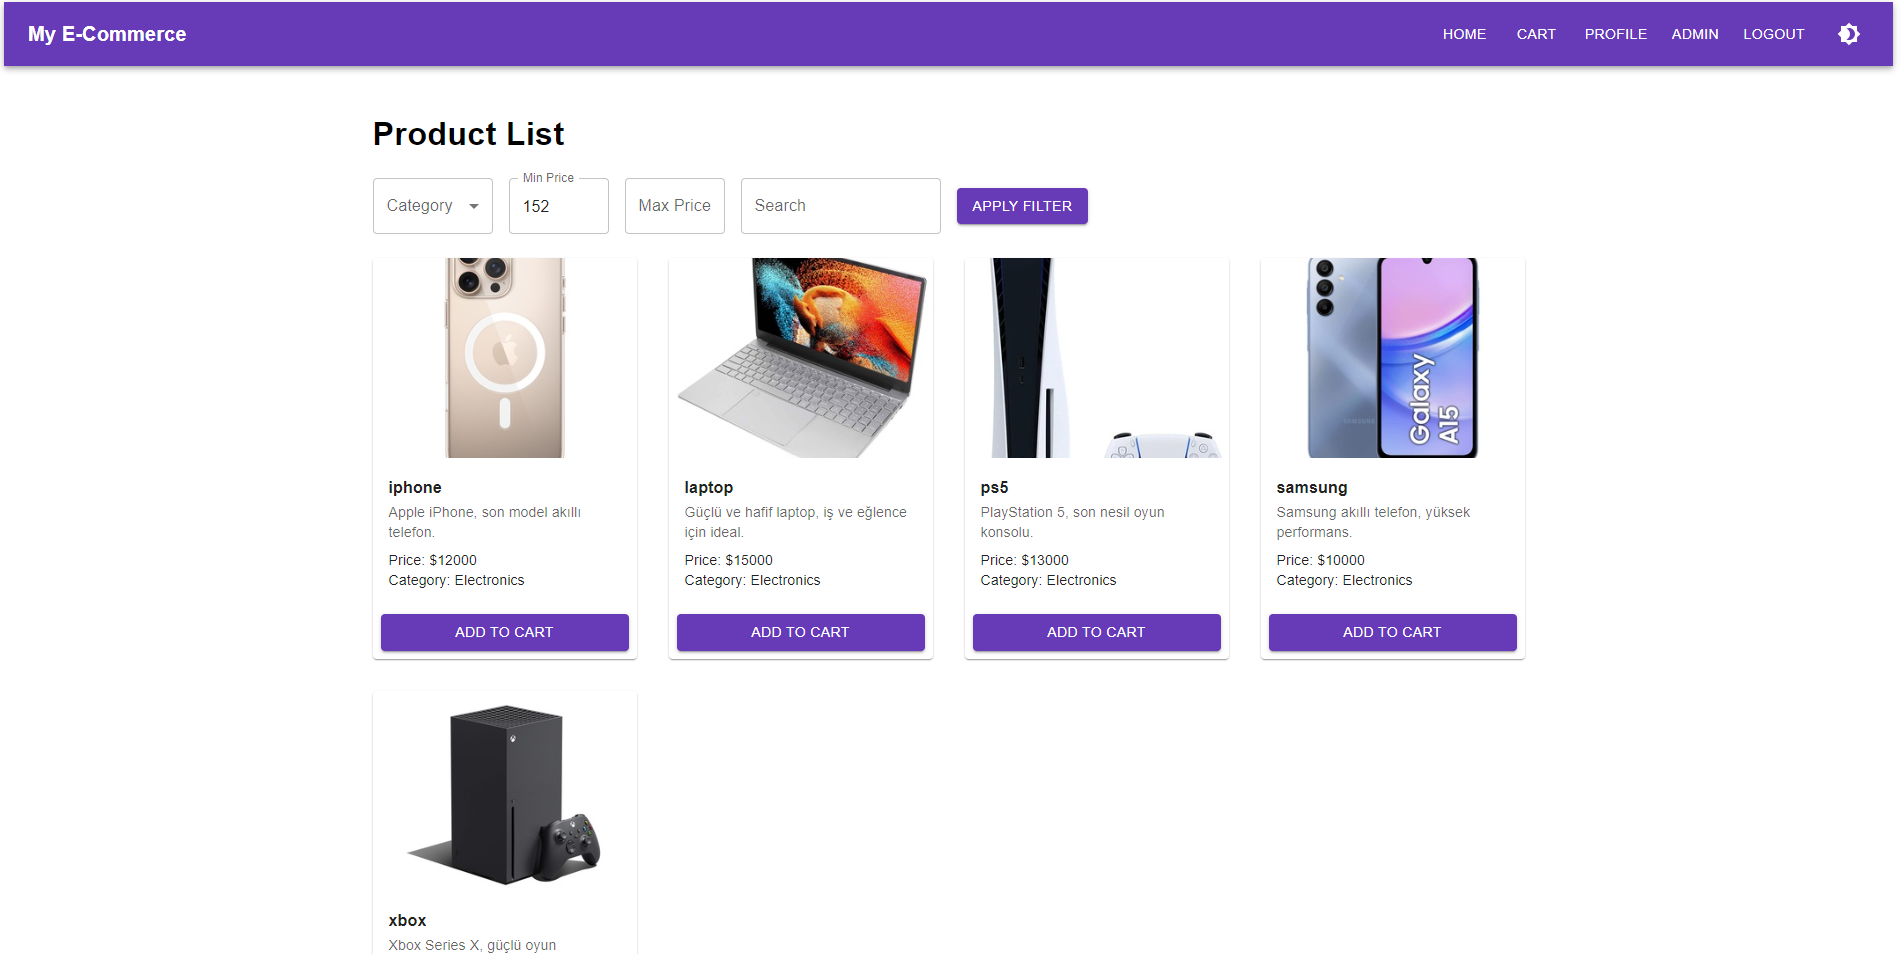 My E-Commerce
HOME CART PROFILE ADMIN LOGOUT
Product List
Category
Min Price
152
Max Price
Search
APPLY FILTER
Galaxy
A15
SAMSUNG
iphone
Apple iPhone, son model akıllı
telefon.
Price: $12000
Category: Electronics
ADD TO CART
laptop
Güçlü ve hafif laptop, iş ve eğlence
için ideal.
Price: $15000
Category: Electronics
ADD TO CART
ps5
PlayStation 5, son nesil oyun
konsolu.
Price: $13000
Category: Electronics
ADD TO CART
samsung
Samsung akıllı telefon, yüksek
performans.
Price: $10000
Category: Electronics
ADD TO CART
xbox
Xbox Series X, güçlü oyun